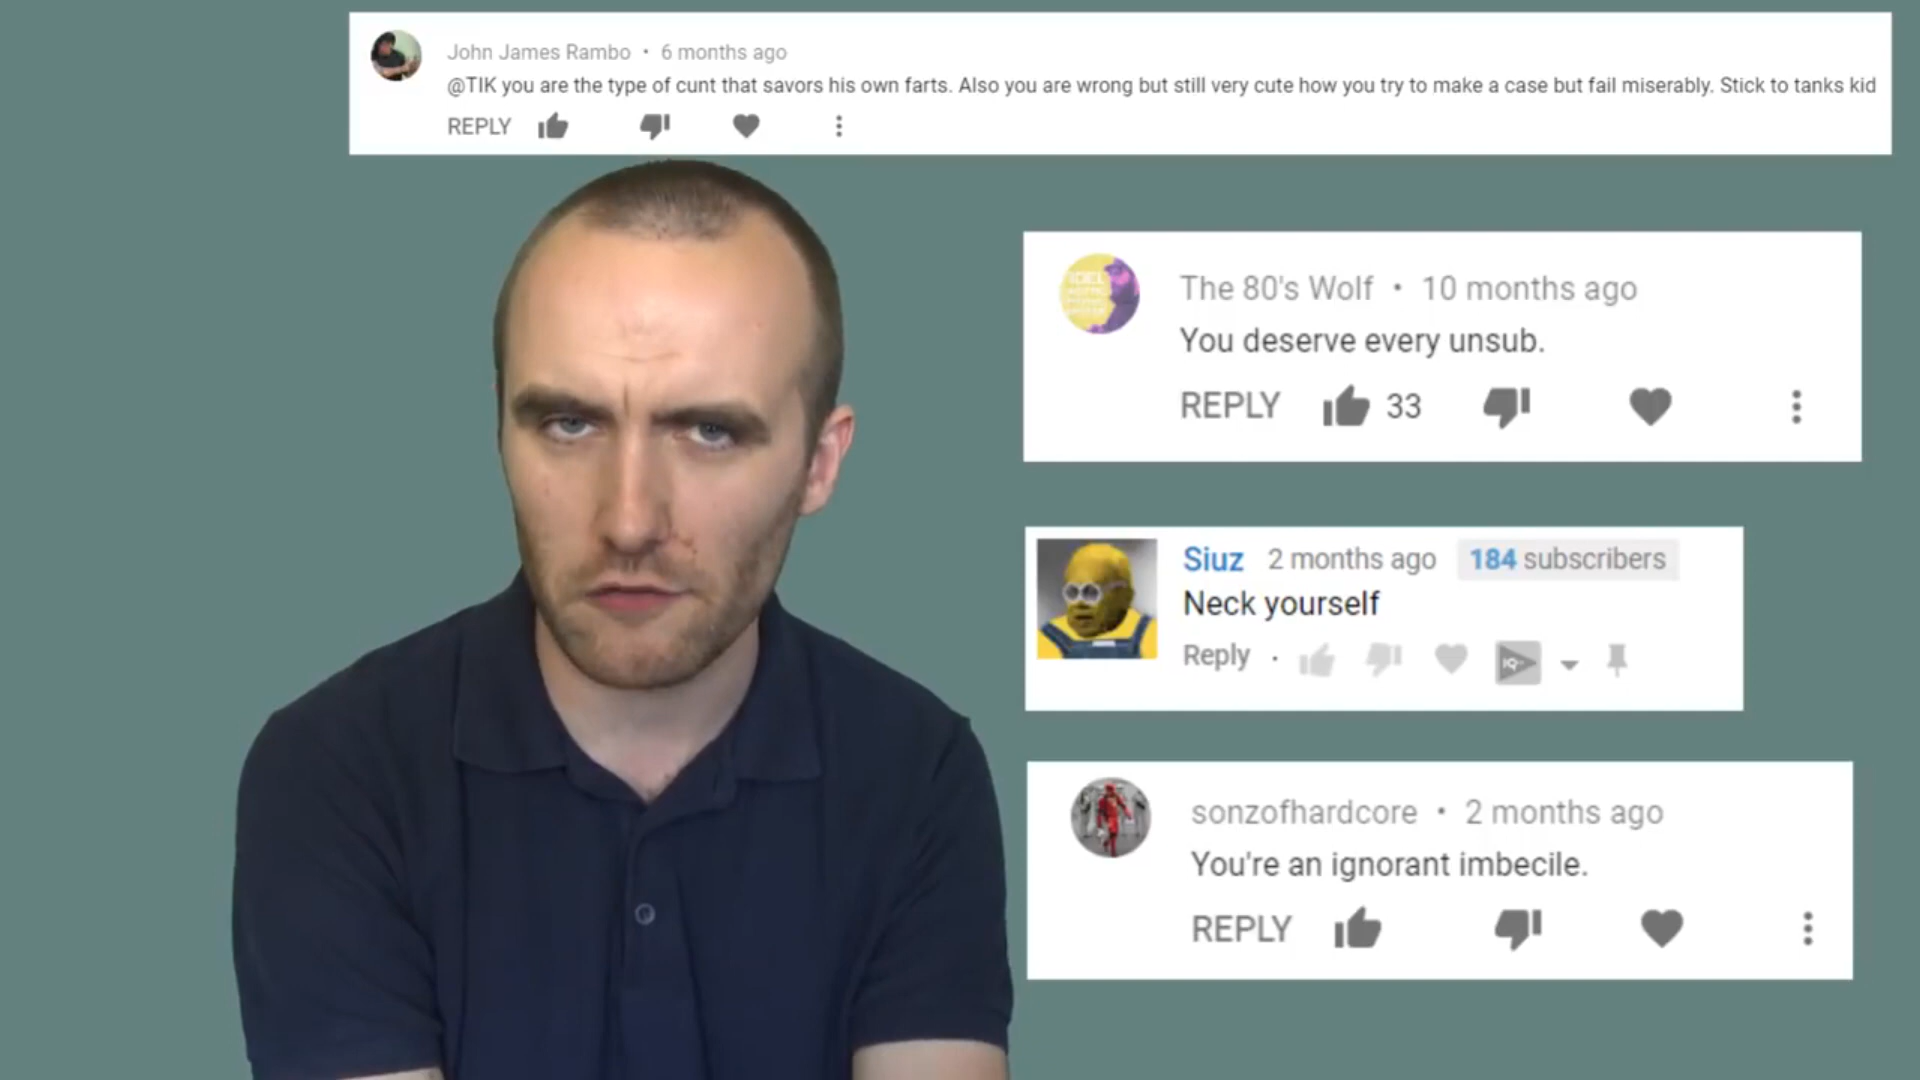 John James Rambo • 6 months ago
@TIK you are the type of cunt that savors his own farts. Also you are wrong but still very cute how you try to make a case but fail miserably. Stick to tanks kid
REPLY
The 80's Wolf • 10 months ago
You deserve every unsub.
REPLY 33
Siuz 2 months ago 184 subscribers
Neck yourself
Reply ·
sonzofhardcore • 2 months ago
You're an ignorant imbecile.
REPLY